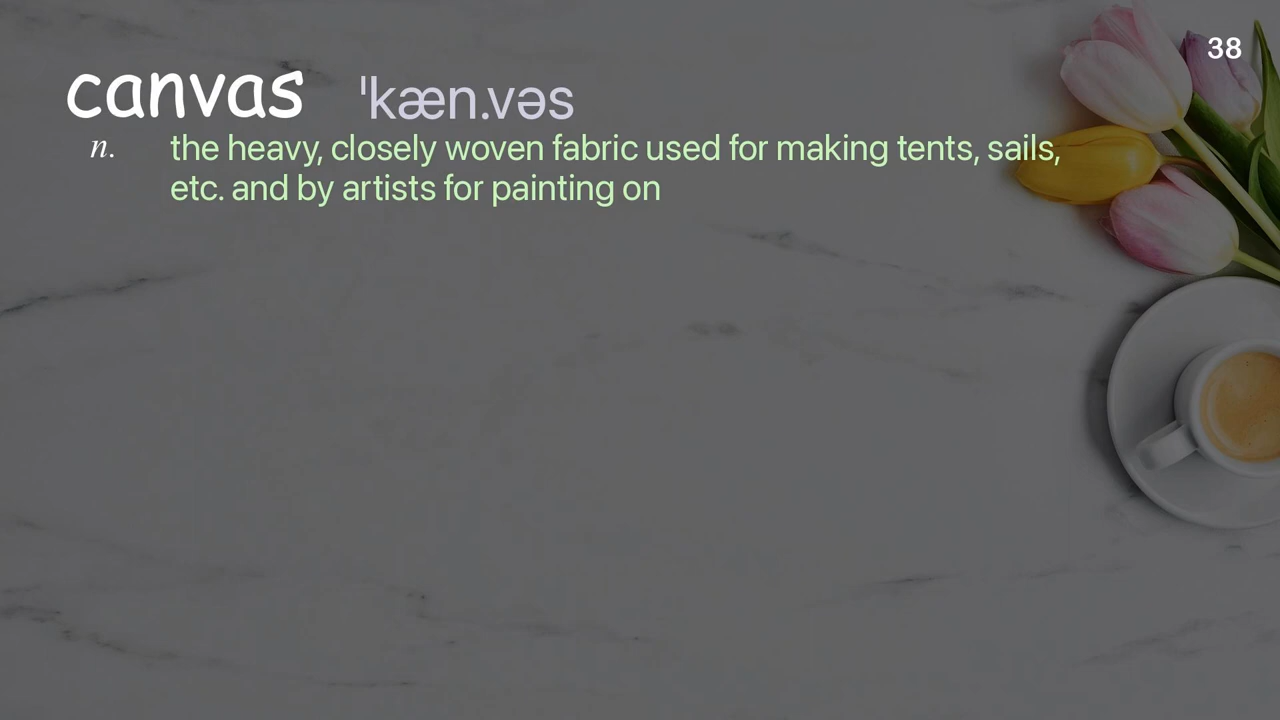 38
canvas ˈkæn.vəs
n. the heavy, closely woven fabric used for making tents, sails,
etc. and by artists for painting on